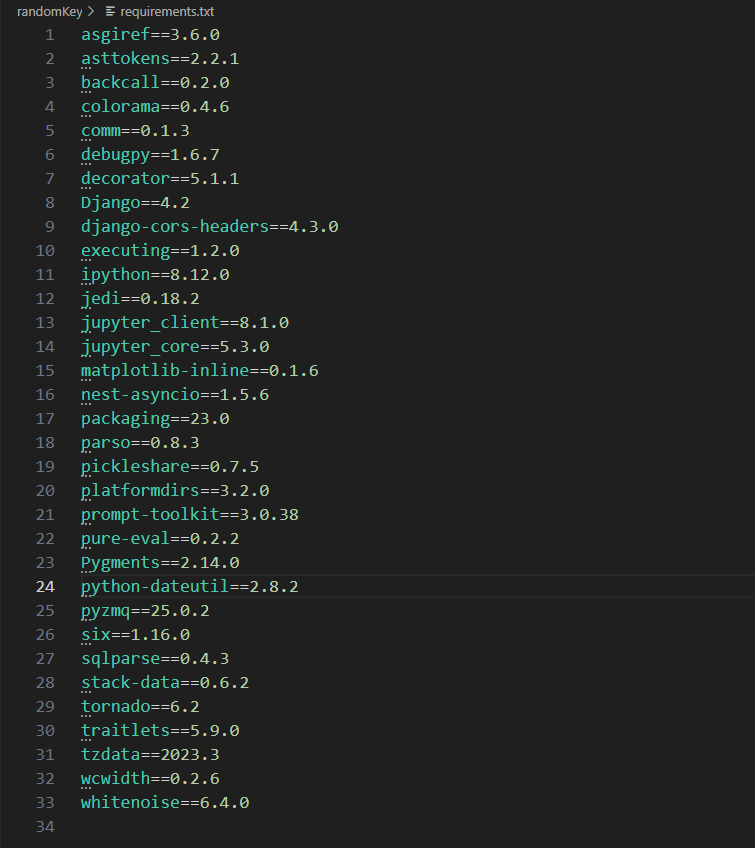 randomKey > requirements.txt
1 asgiref==3.6.0
2 asttokens==2.2.1
3 backcall==0.2.0
4 colorama==0.4.6
5 comm==0.1.3
6 debugpy==1.6.7
7 decorator==5.1.1
8 Django==4.2
9 django-cors-headers==4.3.0
10 executing==1.2.0
11 ipython==8.12.0
12 jedi==0.18.2
13 jupyter_client==8.1.0
14 jupyter_core==5.3.0
15 matplotlib-inline==0.1.6
16 nest-asyncio==1.5.6
17 packaging==23.0
18 parso==0.8.3
19 pickleshare==0.7.5
20 platformdirs==3.2.0
21 prompt-toolkit==3.0.38
22 pure-eval==0.2.2
23 Pygments==2.14.0
24 python-dateutil==2.8.2
25 pyzmq==25.0.2
26 six==1.16.0
27 sqlparse==0.4.3
28 stack-data==0.6.2
29 tornado==6.2
30 traitlets==5.9.0
31 tzdata==2023.3
32 wcwidth==0.2.6
33 whitenoise==6.4.0
34